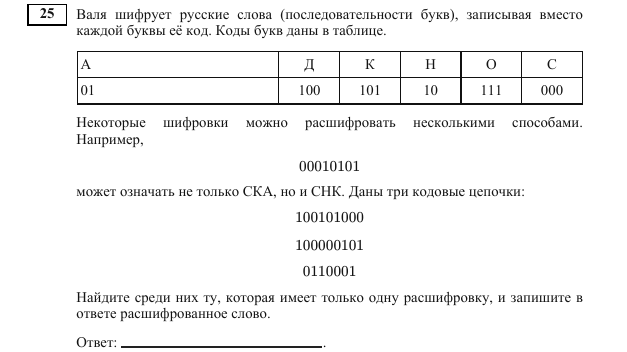 25 Валя шифрует русские слова (последовательности букв), записывая вместо
каждой буквы её код. Коды букв даны в таблице.
А Д К Н О С
01 100 101 10 111 000
Некоторые шифровки можно расшифровать несколькими способами.
Например,
00010101
может означать не только СКА, но и СНК. Даны три кодовые цепочки:
100101000
100000101
0110001
Найдите среди них ту, которая имеет только одну расшифровку, и запишите в
ответе расшифрованное слово.
Ответ: .